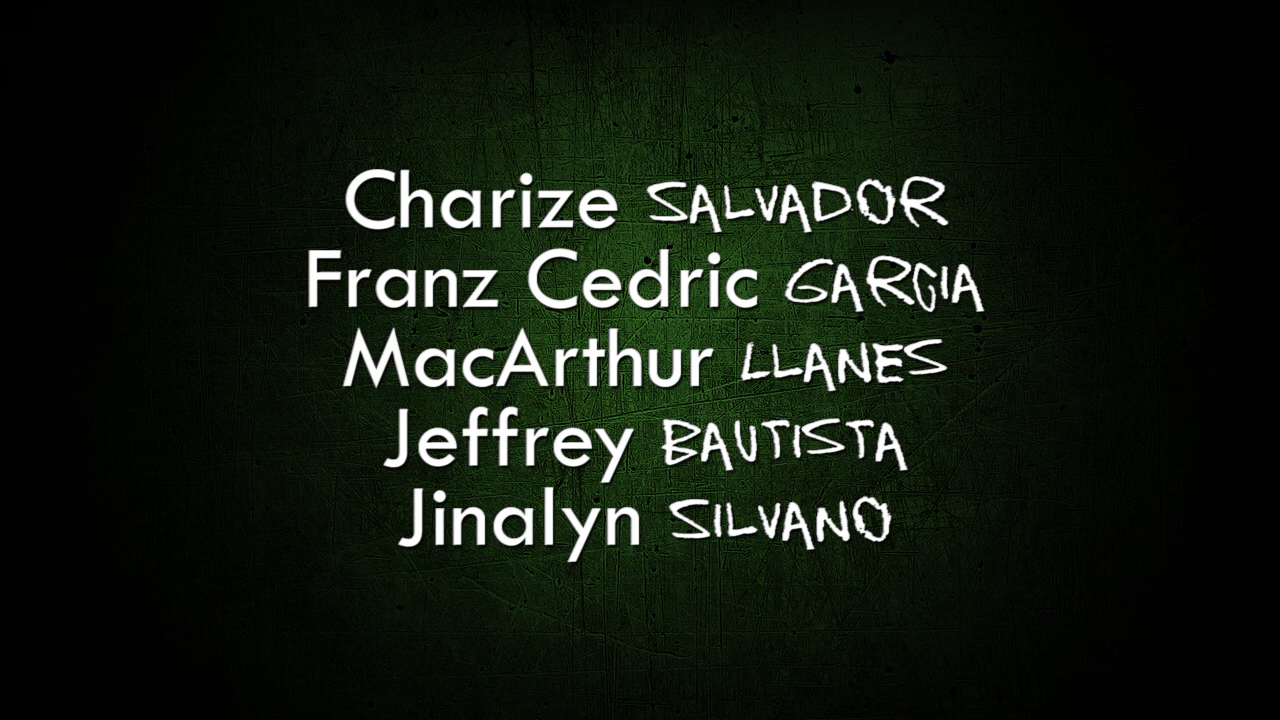 Charize SALVADOR
Franz Cedric GARCIA
MacArthur LLANES
Jeffrey BAUTISTA
Jinalyn SILVANO